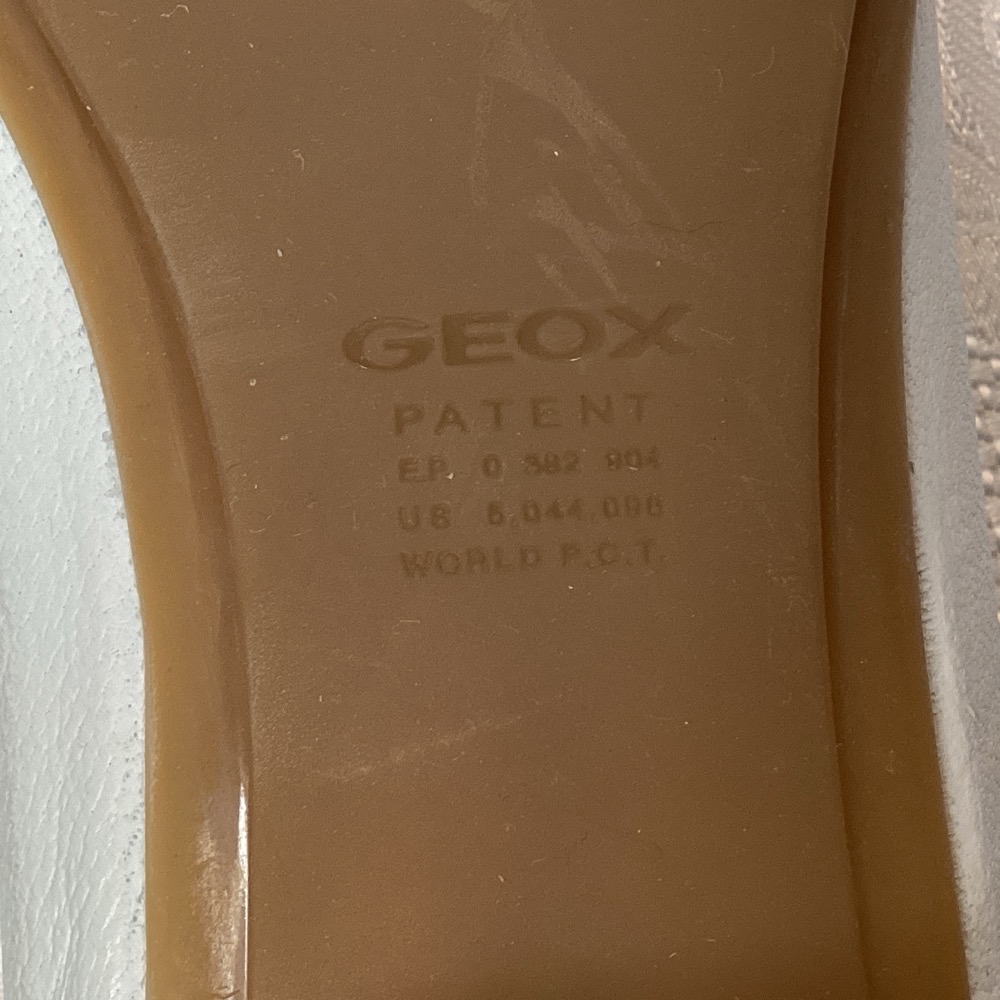 GEOX
PATENT
EP. 0 382 904
US 5,044,096
WORLD P.C.T.